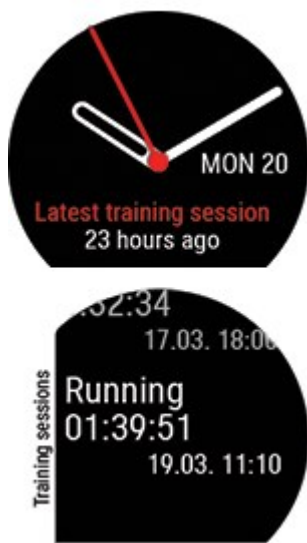 MON 20
Latest training session
23 hours ago
:32:34
17.03. 18:00
Training sessions
Running
01:39:51
19.03. 11:10